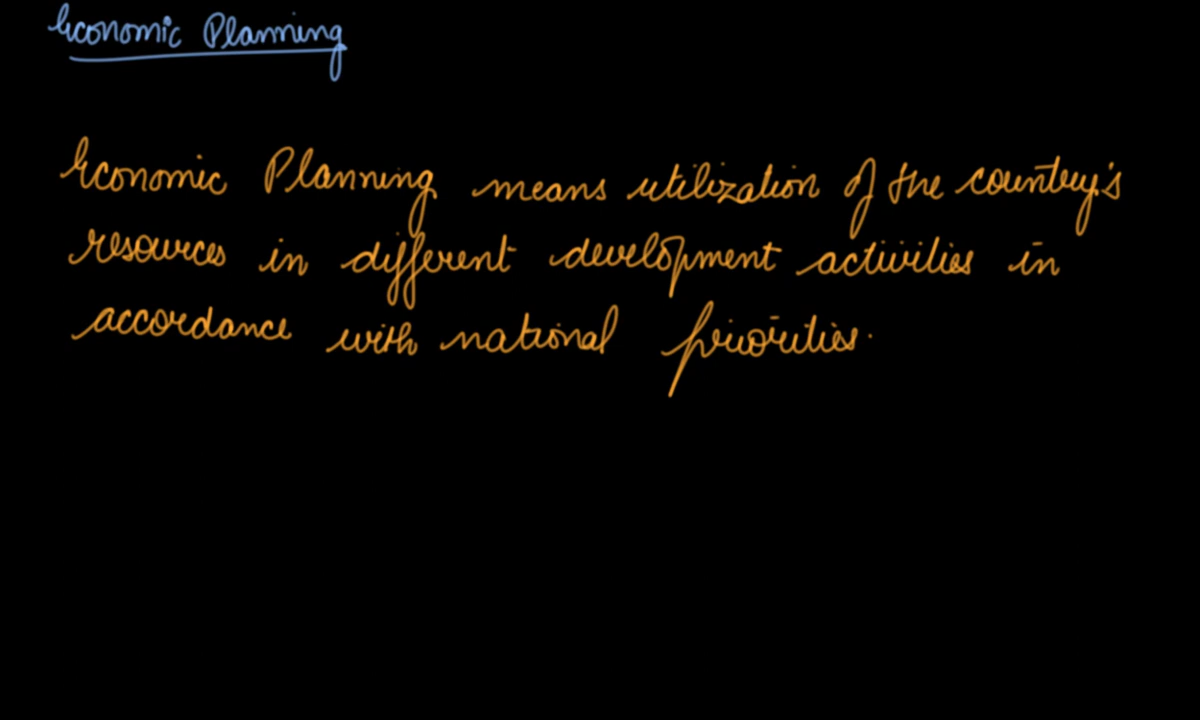 Economic Planning
Economic Planning means utilization of the country's
resources in different development activities in
accordance with national priorities.